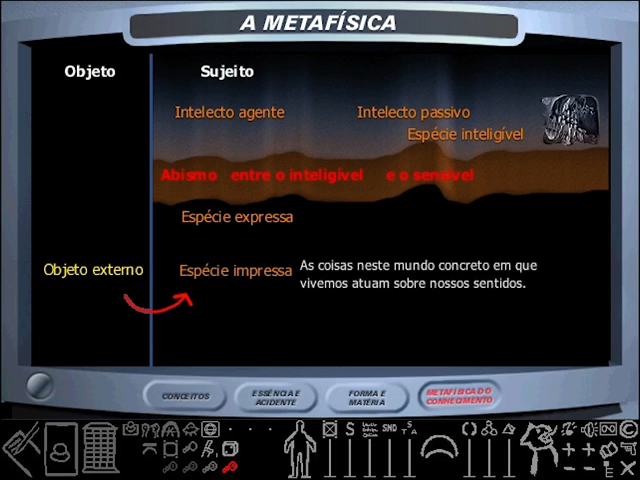 A METAFÍSICA
Objeto
Sujeito
Intelecto agente
Intelecto passivo
Espécie inteligível
Abismo entre o inteligível e o sensível
Espécie expressa
Objeto externo
Espécie impressa
As coisas neste mundo concreto em que
vivemos atuam sobre nossos sentidos.
CONCEITOS
ESSÊNCIA E
ACIDENTE
FORMA E
MATÉRIA
METAFÍSICA DO
CONHECIMENTO
S
SND